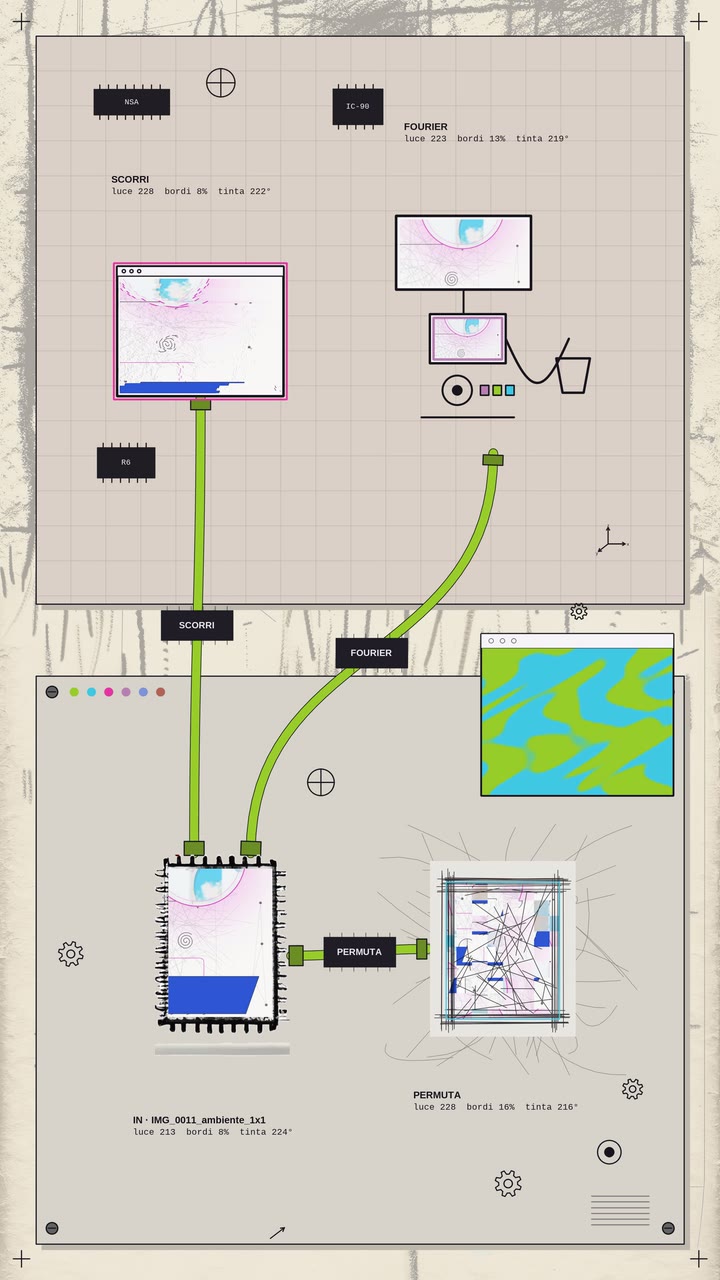 NSA
IC-90
FOURIER
luce 223  bordi 13%  tinta 219°
SCORRI
luce 228  bordi 8%  tinta 222°
R6
SCORRI
FOURIER
PERMUTA
PERMUTA
luce 228  bordi 16%  tinta 216°
IN · IMG_0011_ambiente_1x1
luce 213  bordi 8%  tinta 224°